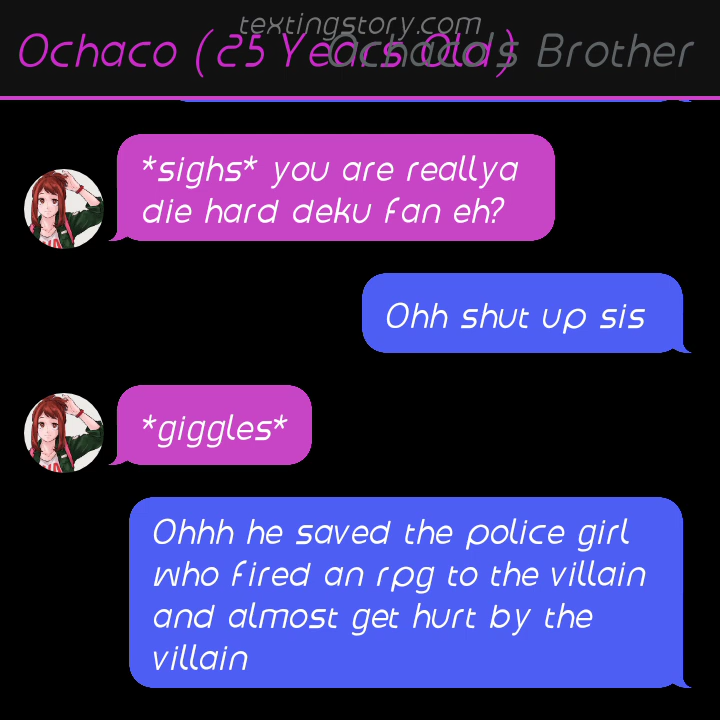 textingstory.com
Ochaco (25 Years Old)
Ochaco's Brother
*sighs* you are reallya
die hard deku fan eh?
Ohh shut up sis
*giggles*
Ohhh he saved the police girl
who fired an rpg to the villain
and almost get hurt by the
villain